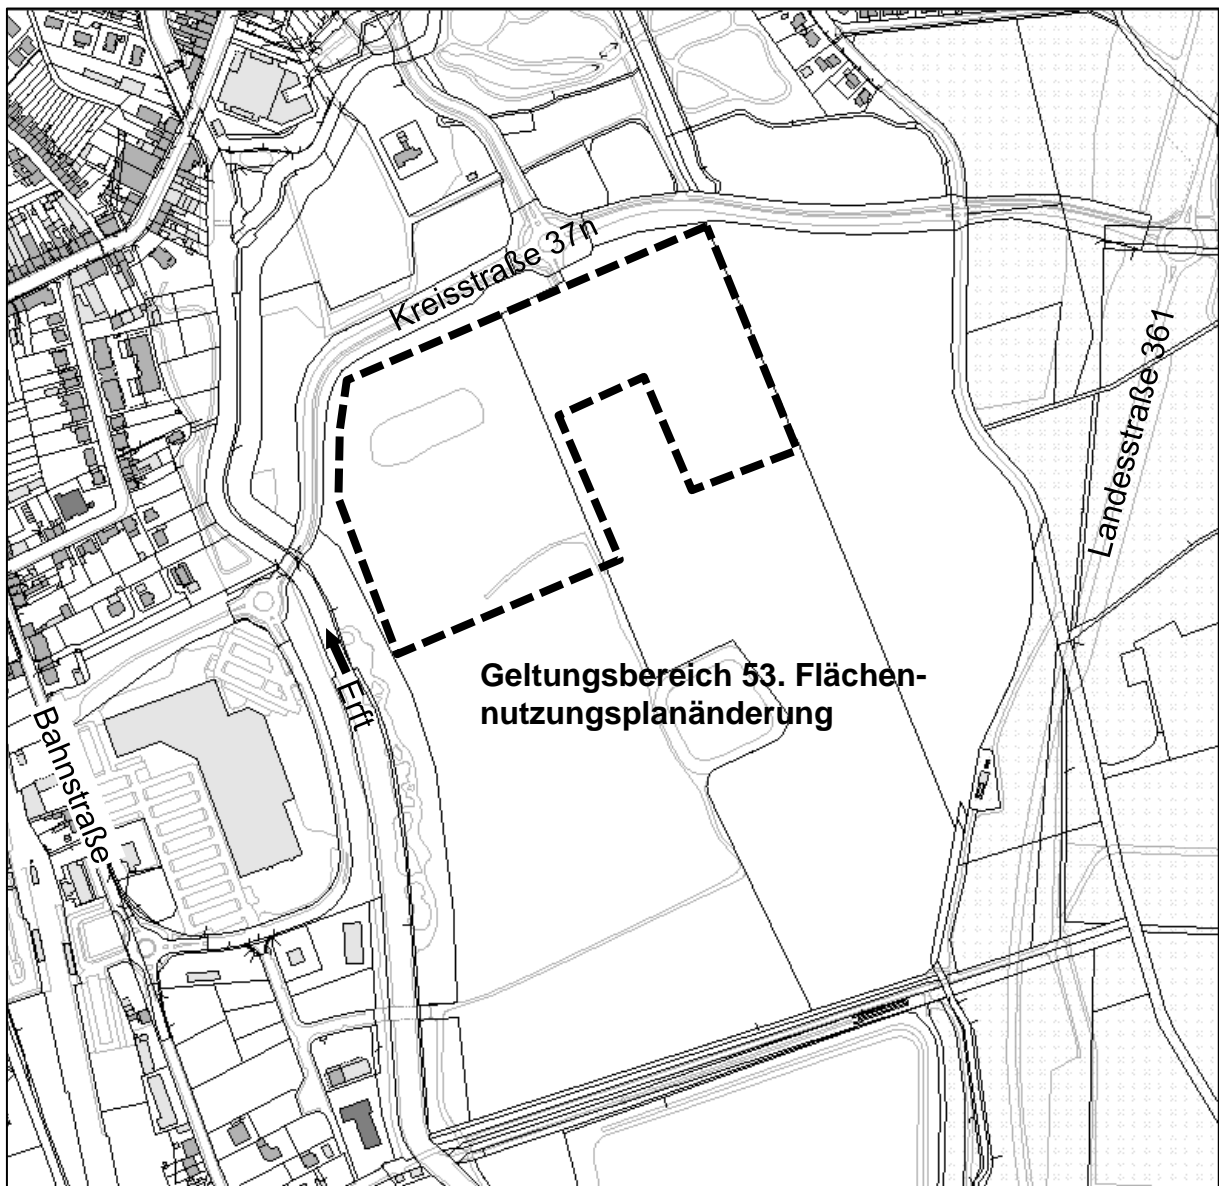 Kreisstraße 37n
Landesstraße 361
Geltungsbereich 53. Flächen-
nutzungsplanänderung
Erft
Bahnstraße